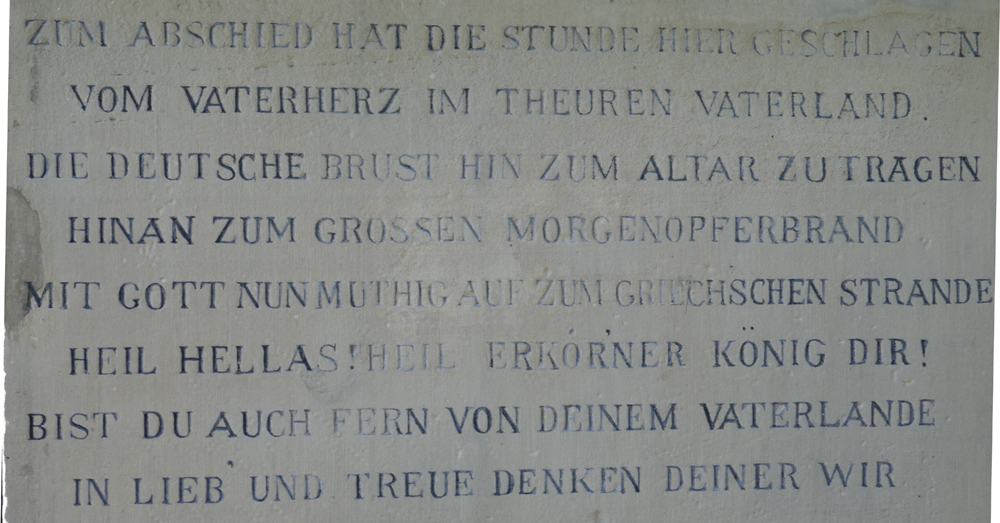 ZUM ABSCHIED HAT DIE STUNDE HIER GESCHLAGEN
VOM VATERHERZ IM THEUREN VATERLAND.
DIE DEUTSCHE BRUST HIN ZUM ALTAR ZU TRAGEN
HINAN ZUM GROSSEN MORGENOPFERBRAND
MIT GOTT NUN MUTHIG AUF ZUM GRIECHSCHEN STRANDE
HEIL HELLAS! HEIL ERKOR'NER KÖNIG DIR!
BIST DU AUCH FERN VON DEINEM VATERLANDE
IN LIEB' UND TREUE DENKEN DEINER WIR